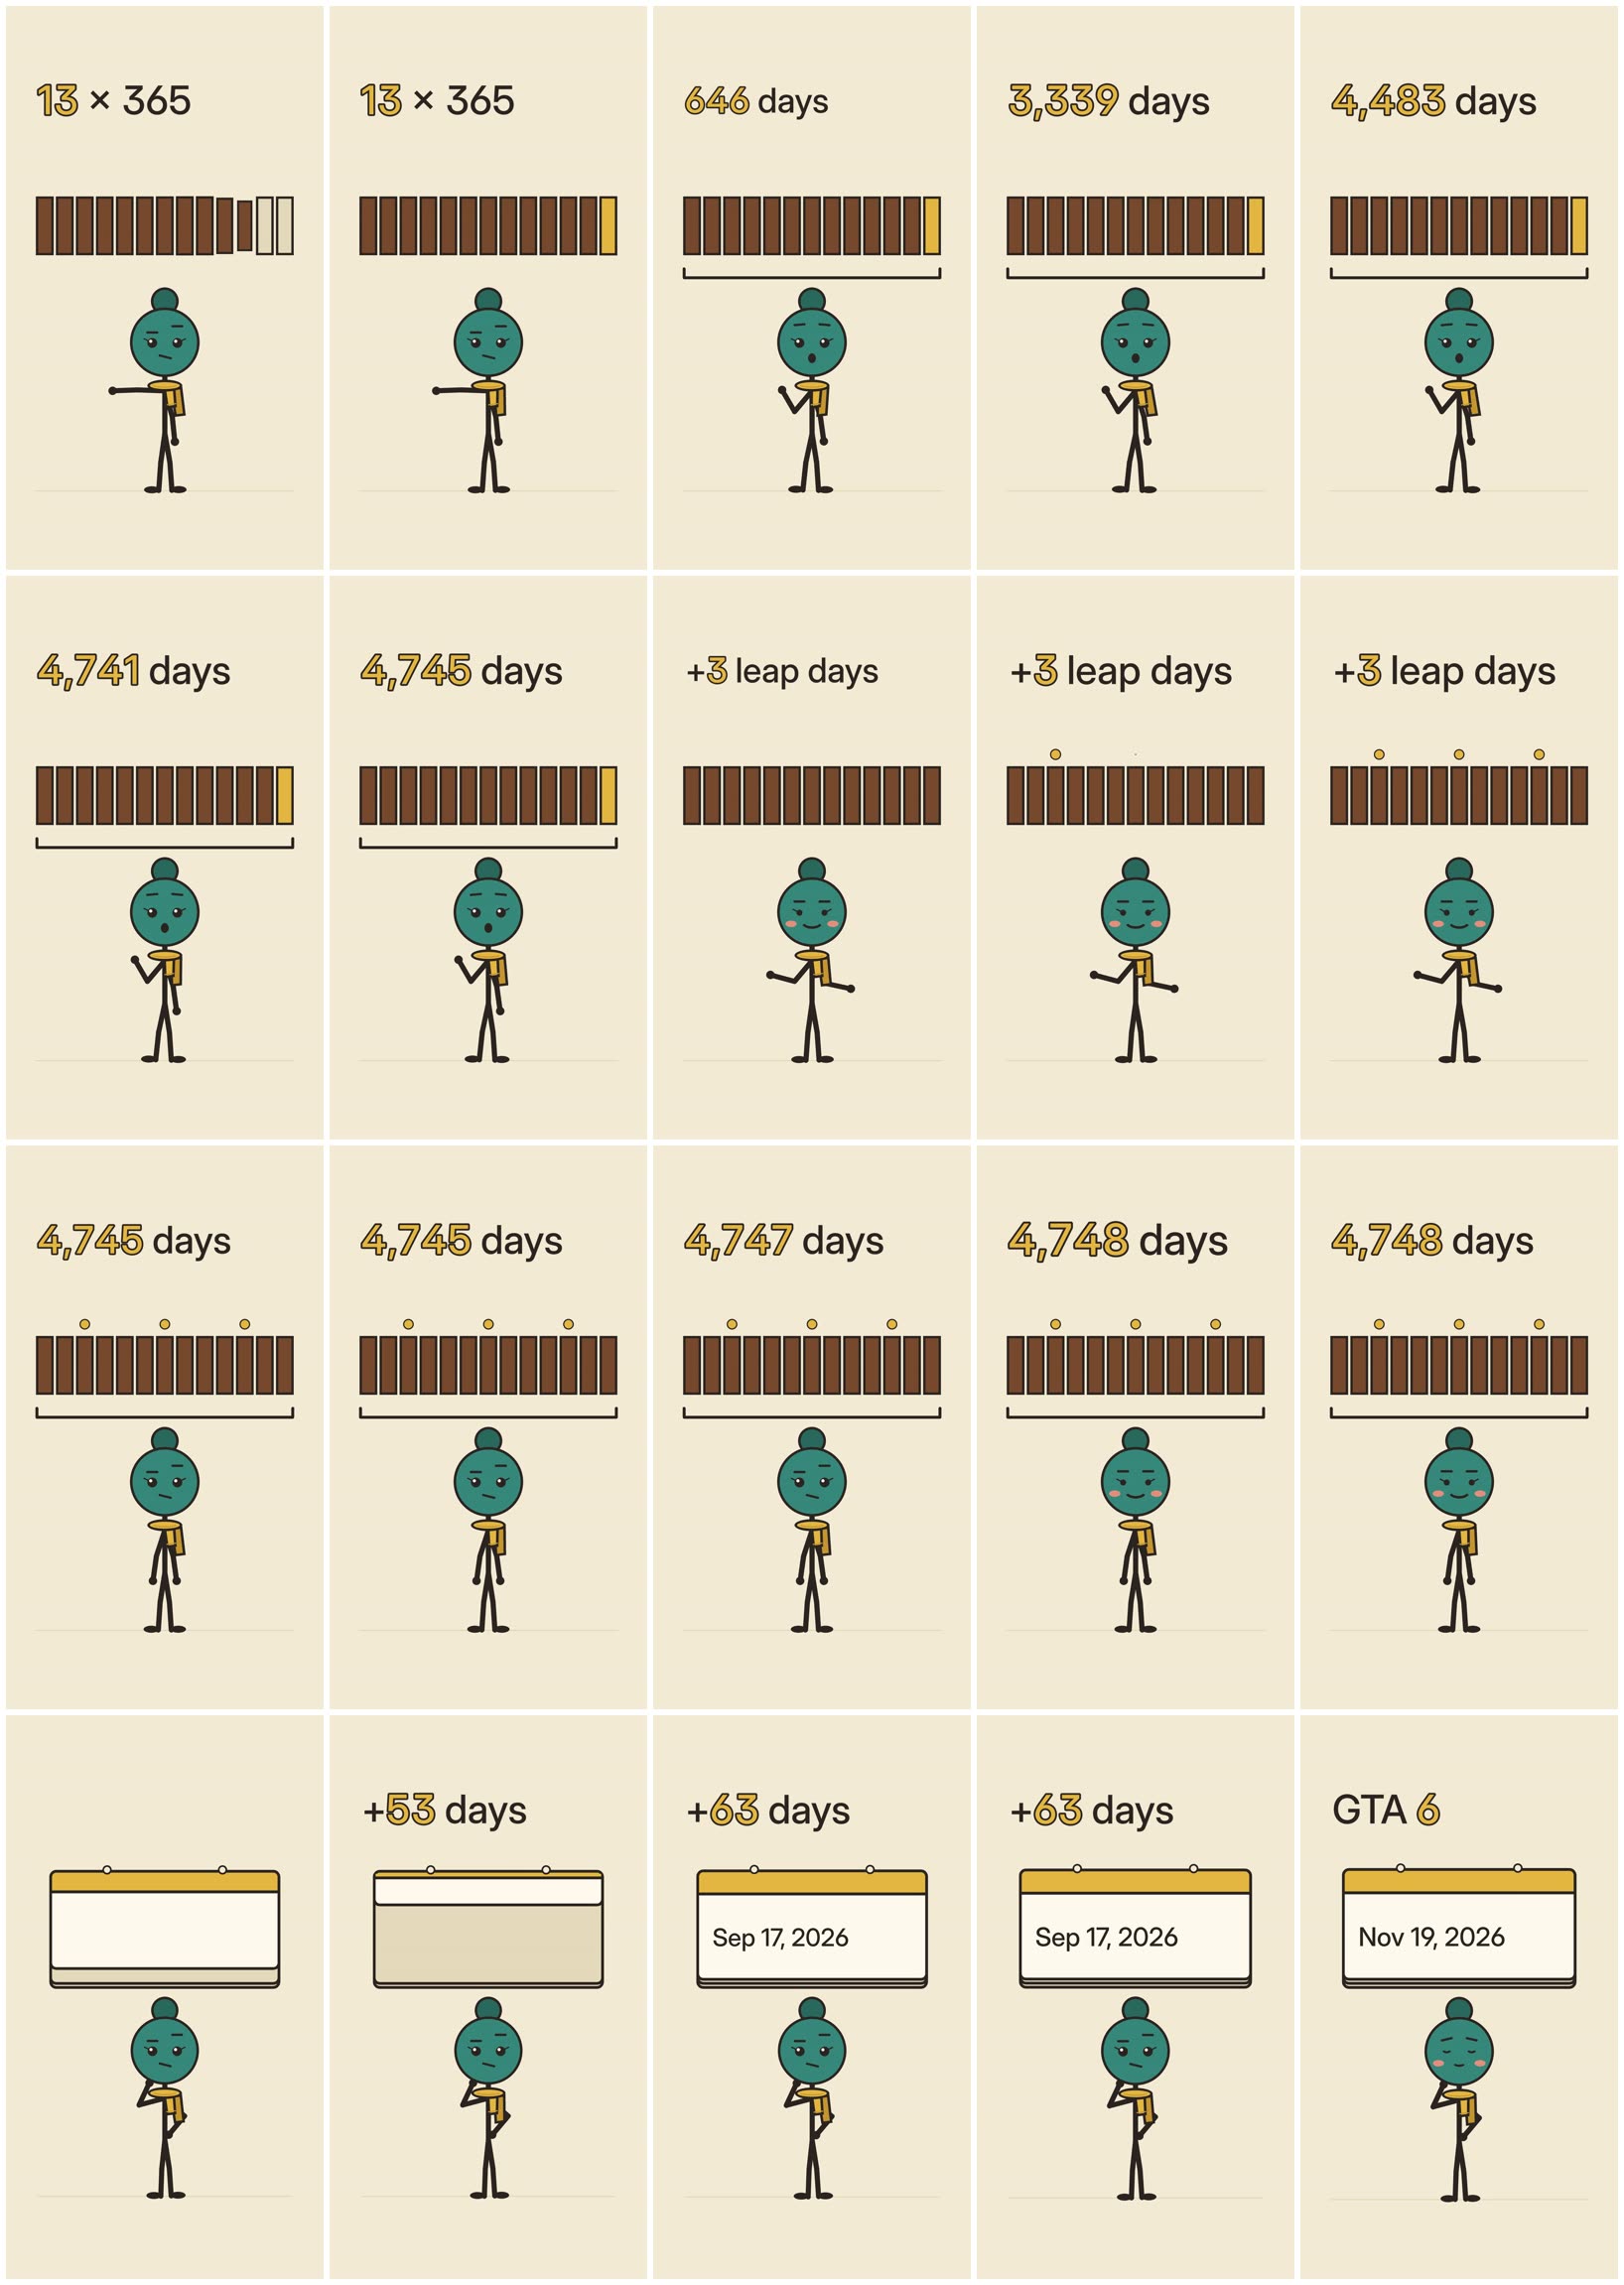 13 × 365
13 × 365
646 days
3,339 days
4,483 days
4,741 days
4,745 days
+3 leap days
+3 leap days
+3 leap days
4,745 days
4,745 days
4,747 days
4,748 days
4,748 days
+53 days
+63 days
+63 days
GTA 6
Sep 17, 2026
Sep 17, 2026
Nov 19, 2026